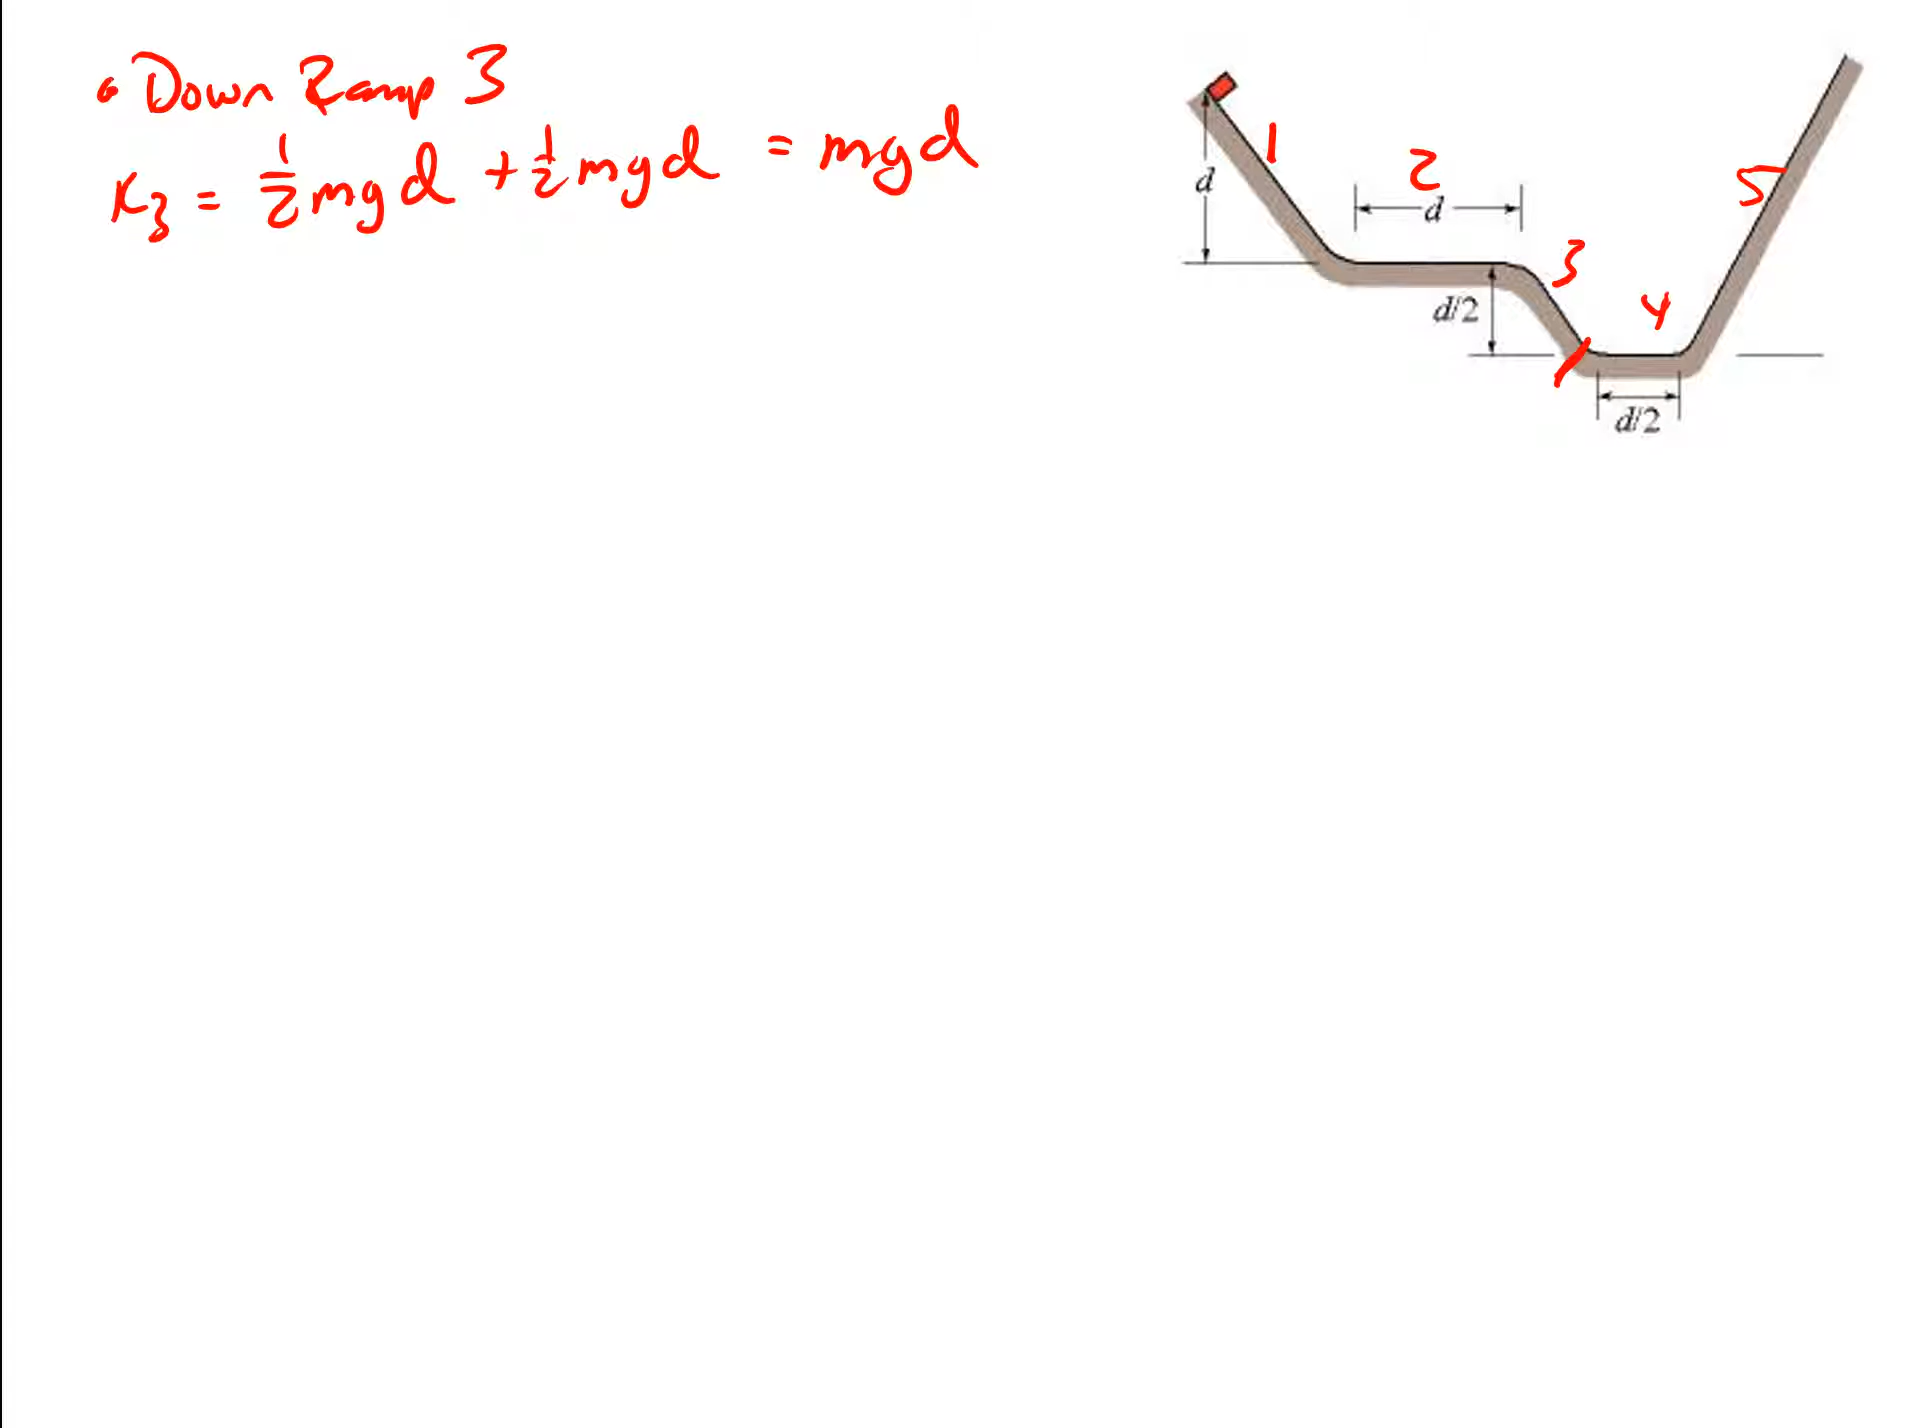 • Down Ramp 3
K₃ = ½mgd + ½mgd = mgd
1
2
d
d
3
5
d/2
4
d/2